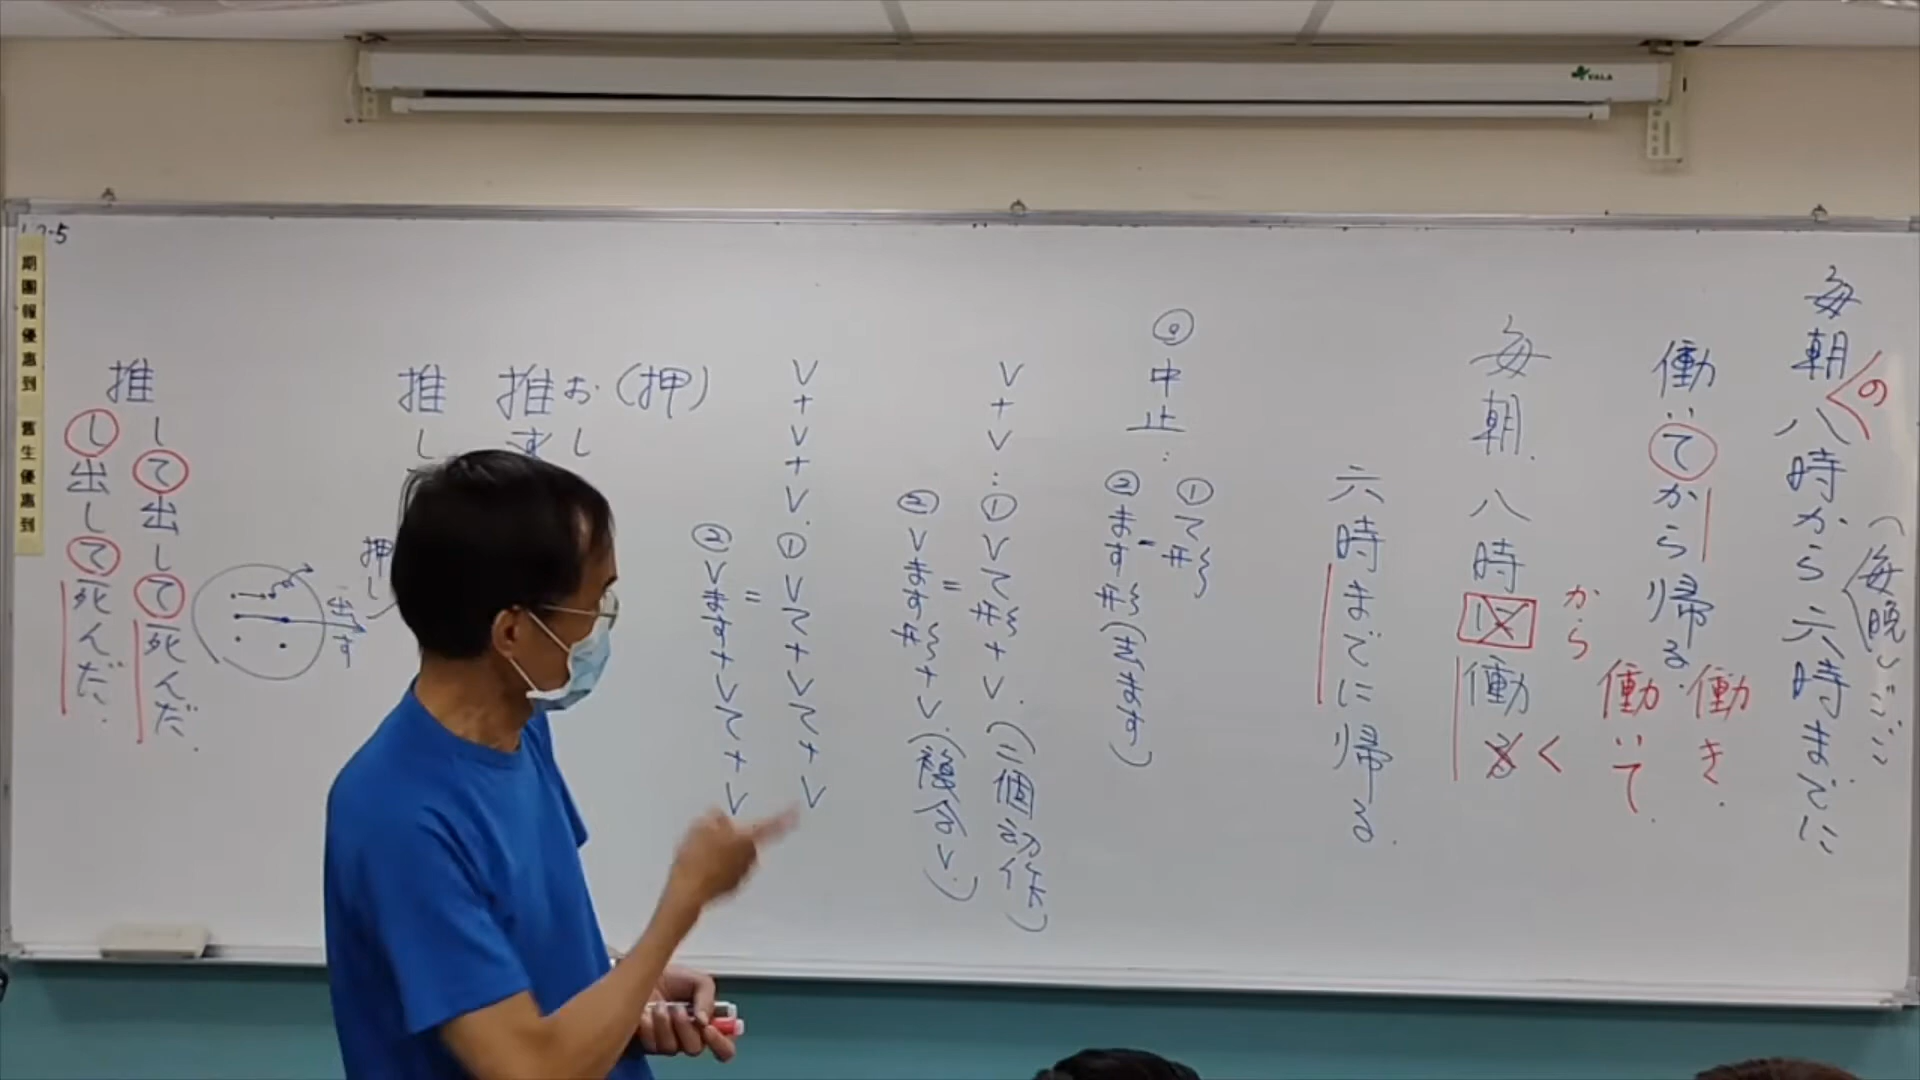 毎朝八時から六時までに
の
(毎晩)
働いてから帰る.
働き.
働いて.
毎朝.八時に働る
から
く
六時までに帰る.
◎中止:①て形
②ます形(きます)
V+V:①Vて形+V.(二個動作)
②Vます形+V.(複合V.)
V+V+V.①Vて+Vて+V
②Vます+Vて+V
推す(押)
おし
推し
押し
出す
推して出して死んだ.
推し出して死んだ.
期團報優惠到 舊生優惠到
VALA